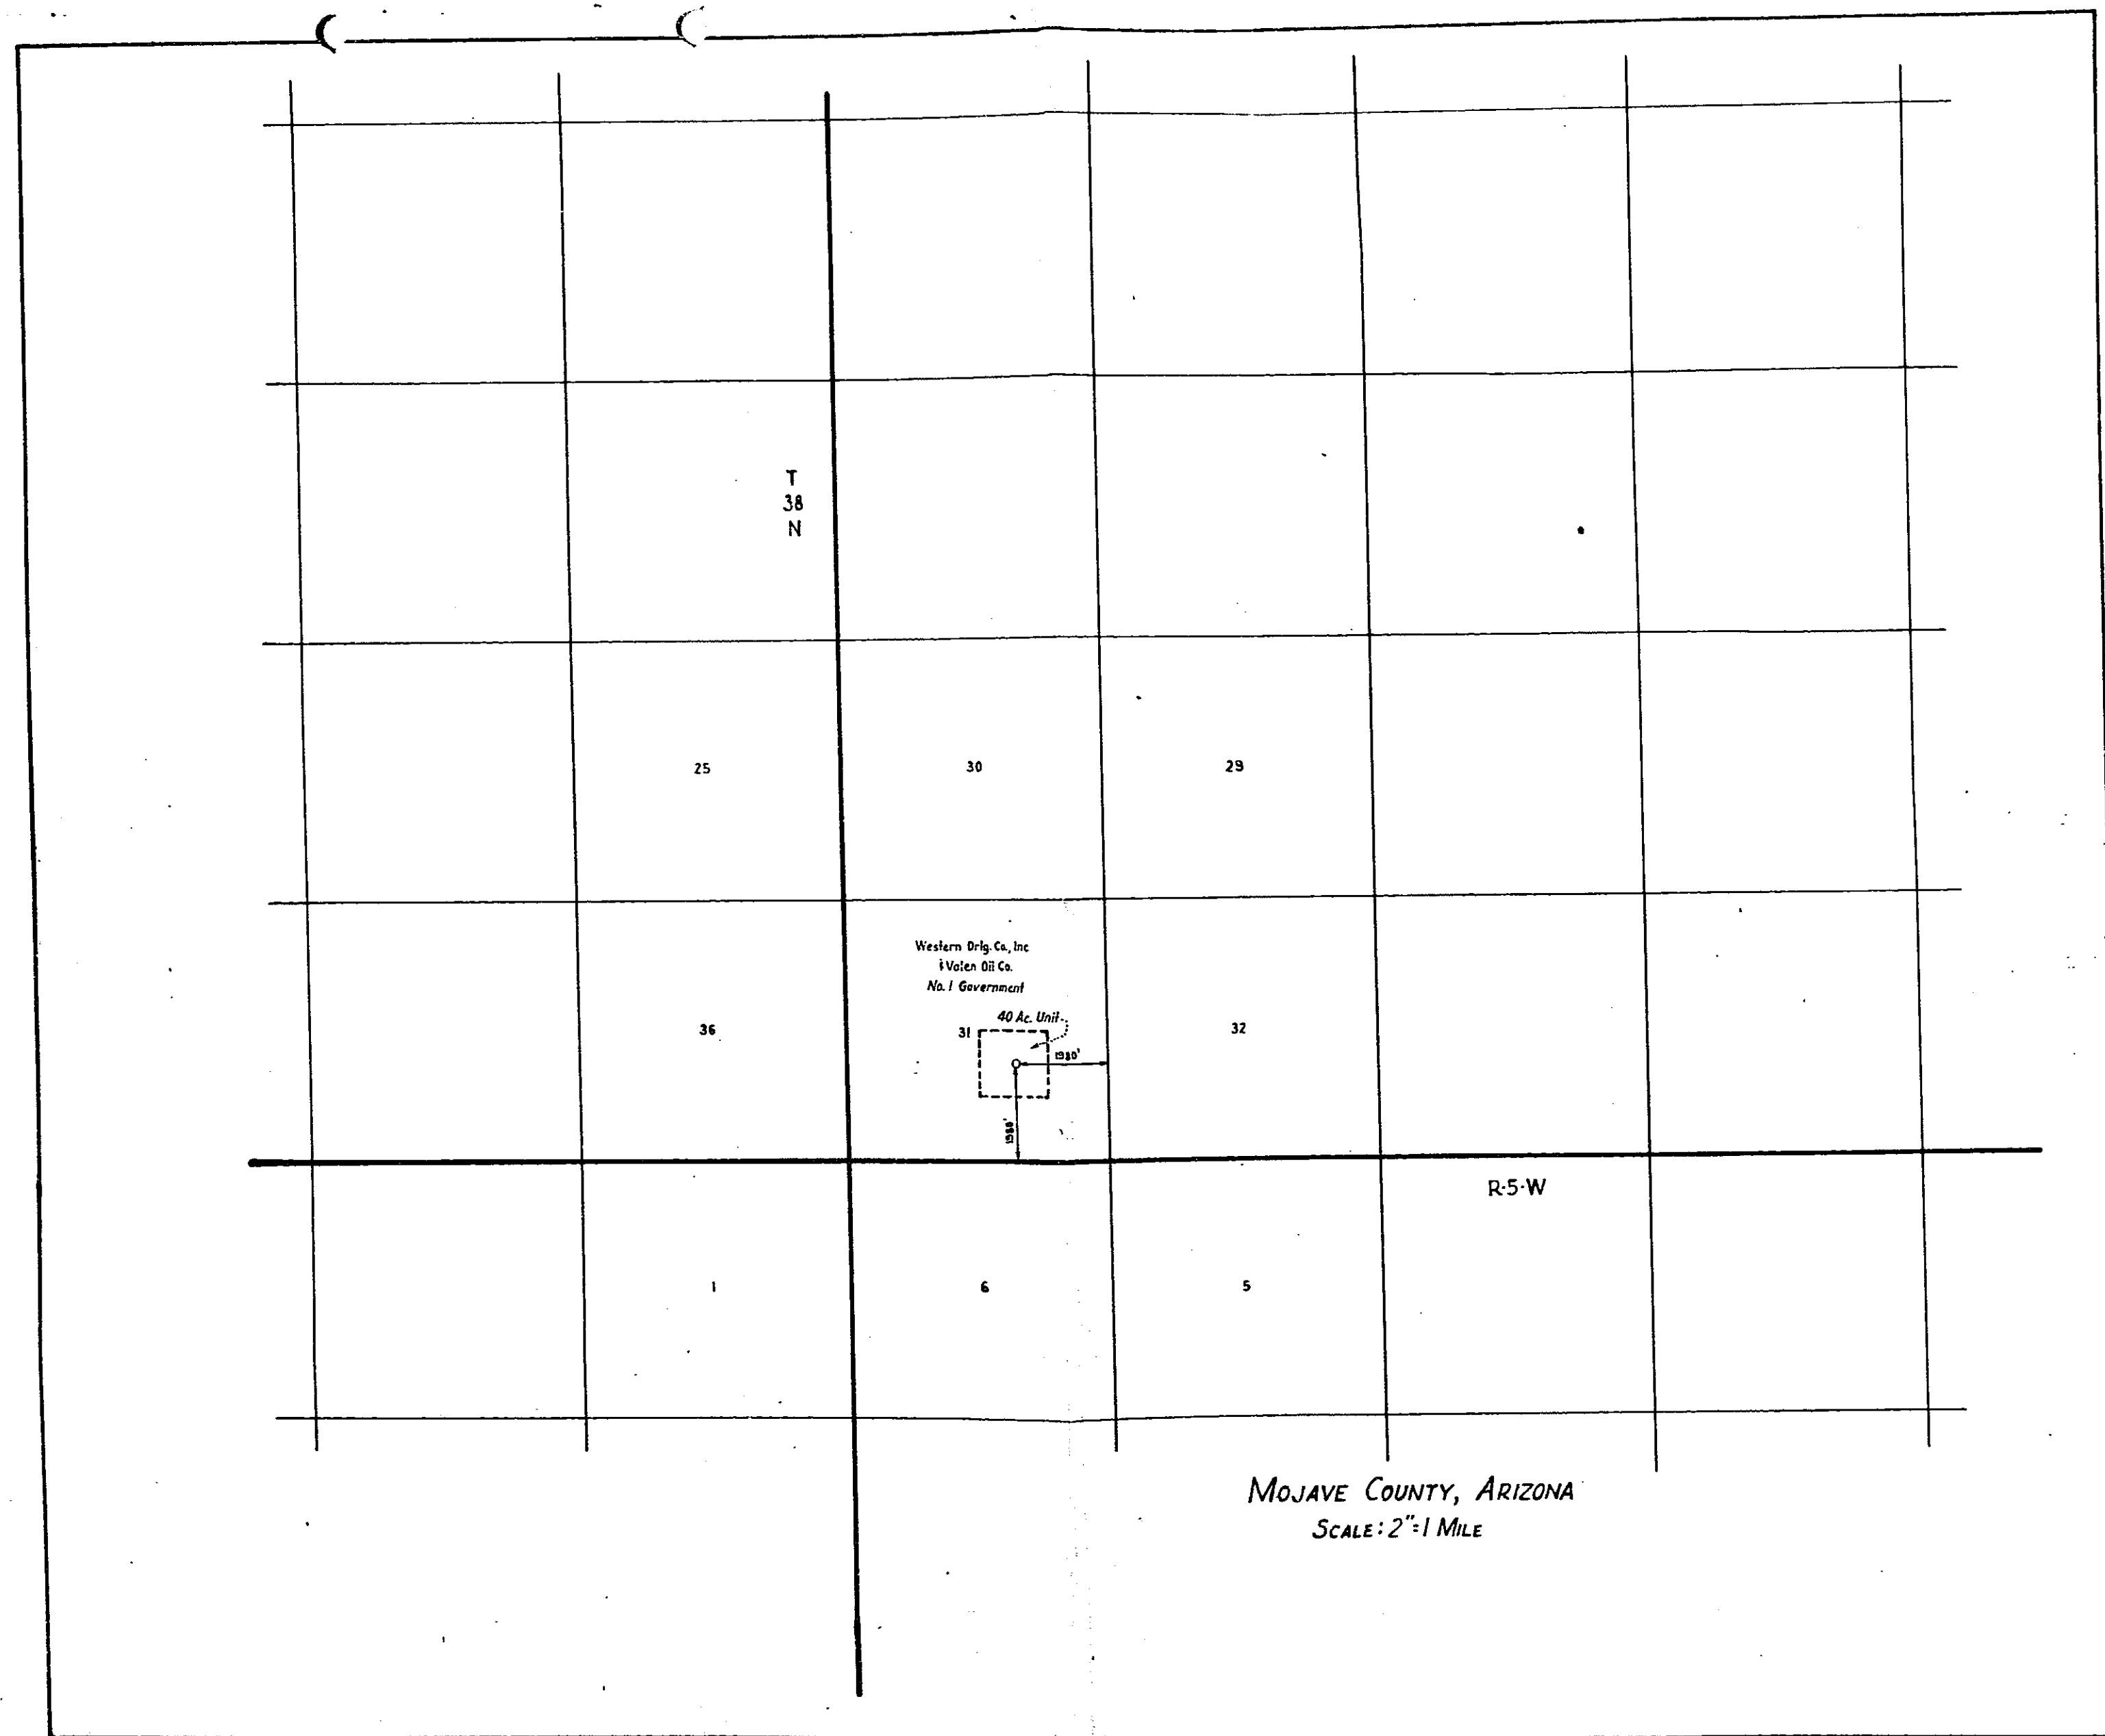 T
38
N
25
30
29
Western Drlg. Co., Inc
& Valen Oil Co.
No. 1 Government
40 Ac. Unit
36
31
32
1980'
1980'
R·5·W
1
6
5
MOJAVE COUNTY, ARIZONA
SCALE: 2"=1 MILE